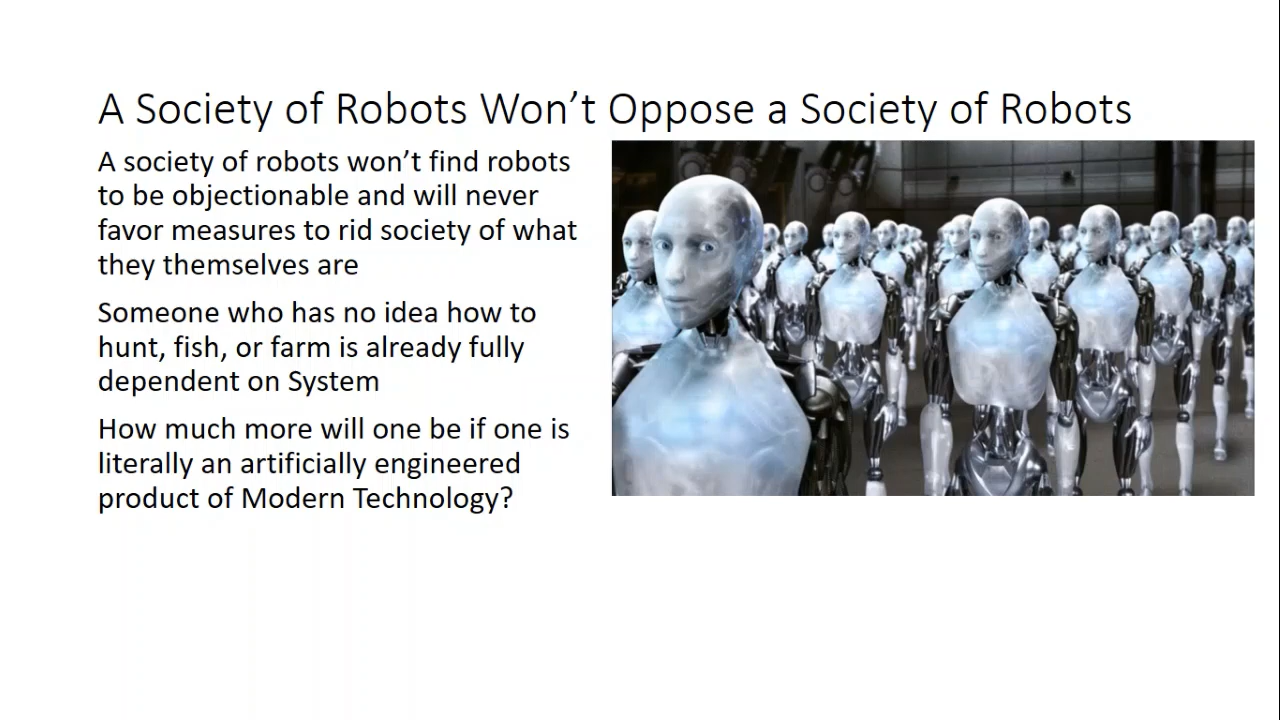 A Society of Robots Won’t Oppose a Society of Robots
A society of robots won’t find robots
to be objectionable and will never
favor measures to rid society of what
they themselves are
Someone who has no idea how to
hunt, fish, or farm is already fully
dependent on System
How much more will one be if one is
literally an artificially engineered
product of Modern Technology?